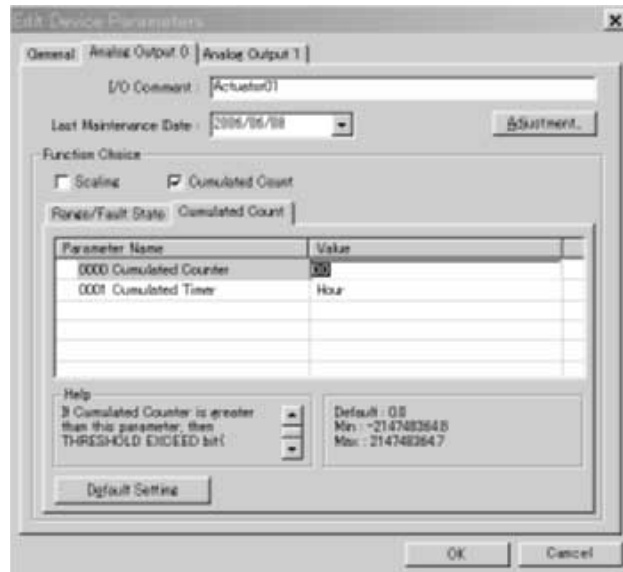 Edit Device Parameters
General
Analog Output 0
Analog Output 1
I/O Comment : Actuator01
Last Maintenance Date : 2006/06/08
Adjustment..
Function Choice
Scaling
Cumulated Count
Range/Fault State
Cumulated Count
Parameter Name Value
0000 Cumulated Counter 0.0
0001 Cumulated Timer Hour
Help
If Cumulated Counter is greater
than this parameter, then
THRESHOLD EXCEED bit(
Default : 0.0
Min : -214748364.8
Max : 214748364.7
Default Setting
OK
Cancel